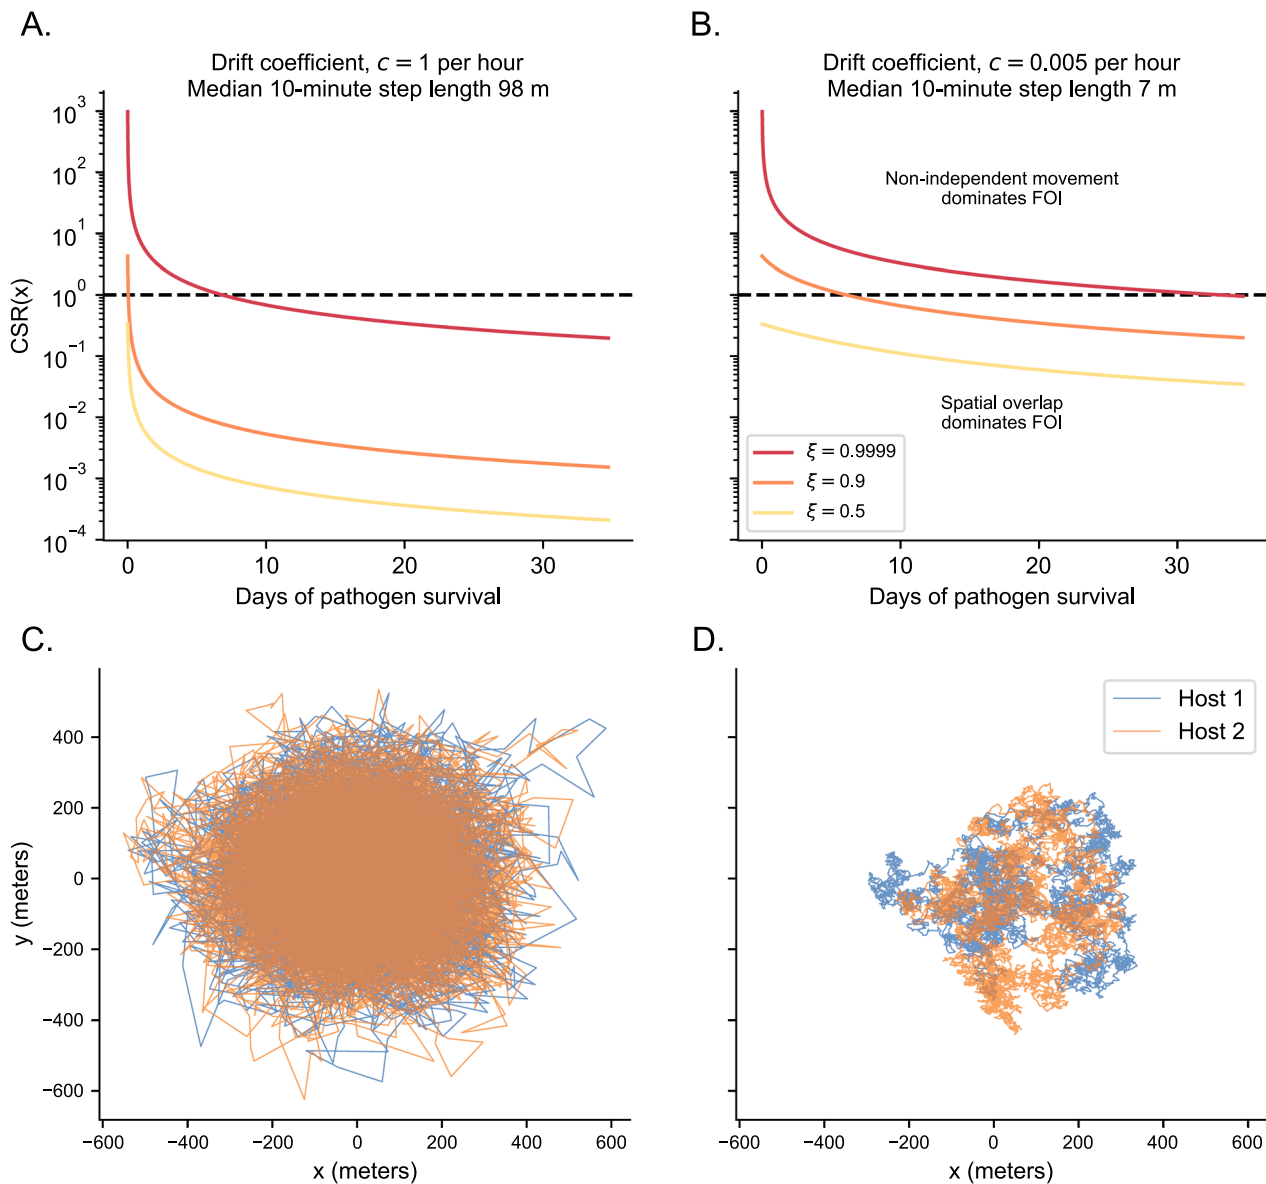 A.
Drift coefficient, c = 1 per hour
Median 10-minute step length 98 m
CSR(x)
10^3
10^2
10^1
10^0
10^−1
10^−2
10^−3
10^−4
0 10 20 30
Days of pathogen survival
B.
Drift coefficient, c = 0.005 per hour
Median 10-minute step length 7 m
Non-independent movement
dominates FOI
Spatial overlap
dominates FOI
ξ = 0.9999
ξ = 0.9
ξ = 0.5
0 10 20 30
Days of pathogen survival
C.
y (meters)
400
200
0
−200
−400
−600
−600 −400 −200 0 200 400 600
x (meters)
D.
Host 1
Host 2
−600 −400 −200 0 200 400 600
x (meters)